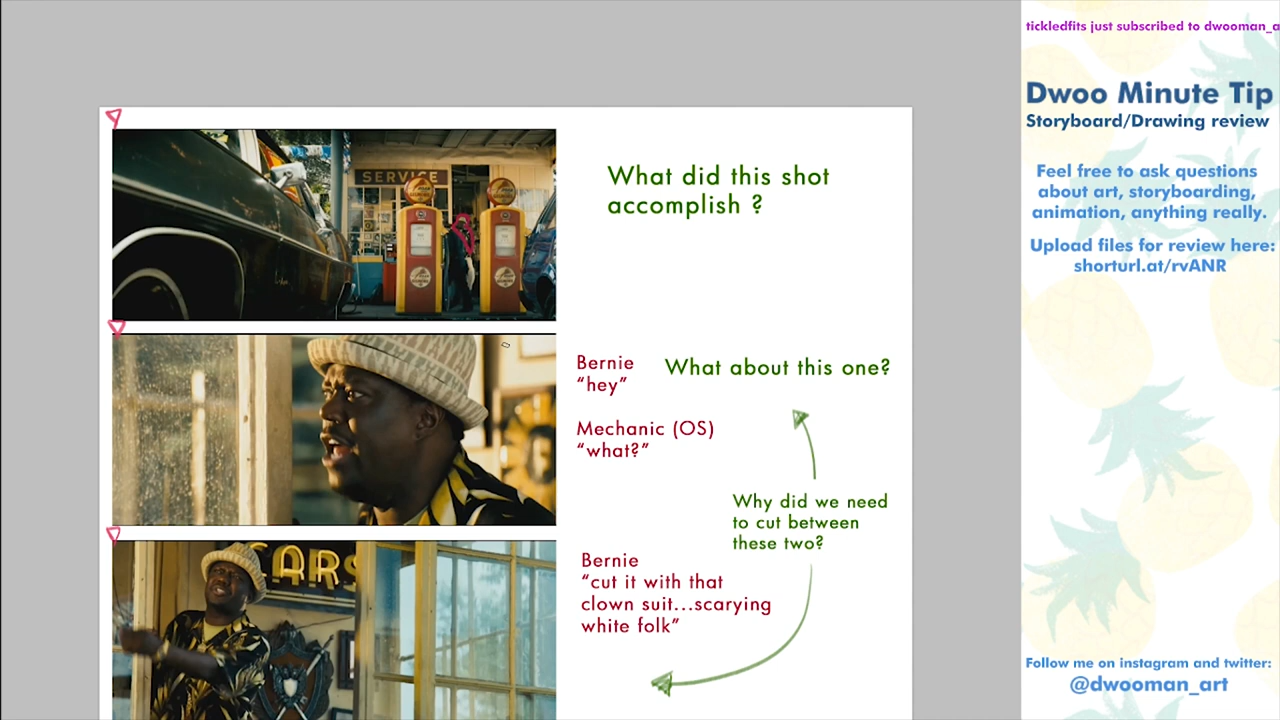 tickledfits just subscribed to dwooman_a
Dwoo Minute Tip
Storyboard/Drawing review
Feel free to ask questions
about art, storyboarding,
animation, anything really.
Upload files for review here:
shorturl.at/rvANR
SERVICE
What did this shot
accomplish ?
Bernie
“hey”
What about this one?
Mechanic (OS)
“what?”
Why did we need
to cut between
these two?
CARS
Bernie
“cut it with that
clown suit...scarying
white folk”
Follow me on instagram and twitter:
@dwooman_art